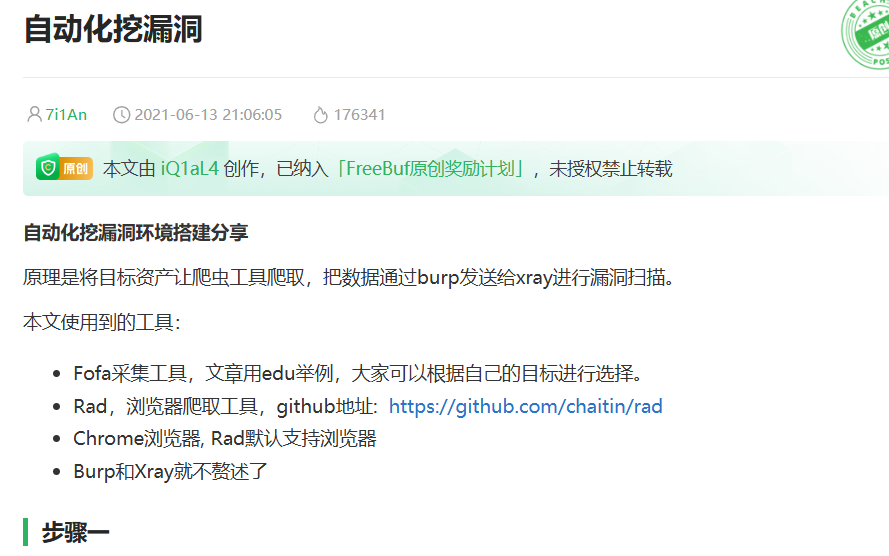 自动化挖漏洞
原创
POS
7i1An 2021-06-13 21:06:05 176341
原创 本文由 iQ1aL4 创作，已纳入「FreeBuf原创奖励计划」，未授权禁止转载
自动化挖漏洞环境搭建分享
原理是将目标资产让爬虫工具爬取，把数据通过burp发送给xray进行漏洞扫描。
本文使用到的工具：
Fofa采集工具，文章用edu举例，大家可以根据自己的目标进行选择。
Rad，浏览器爬取工具，github地址：https://github.com/chaitin/rad
Chrome浏览器, Rad默认支持浏览器
Burp和Xray就不赘述了
步骤一